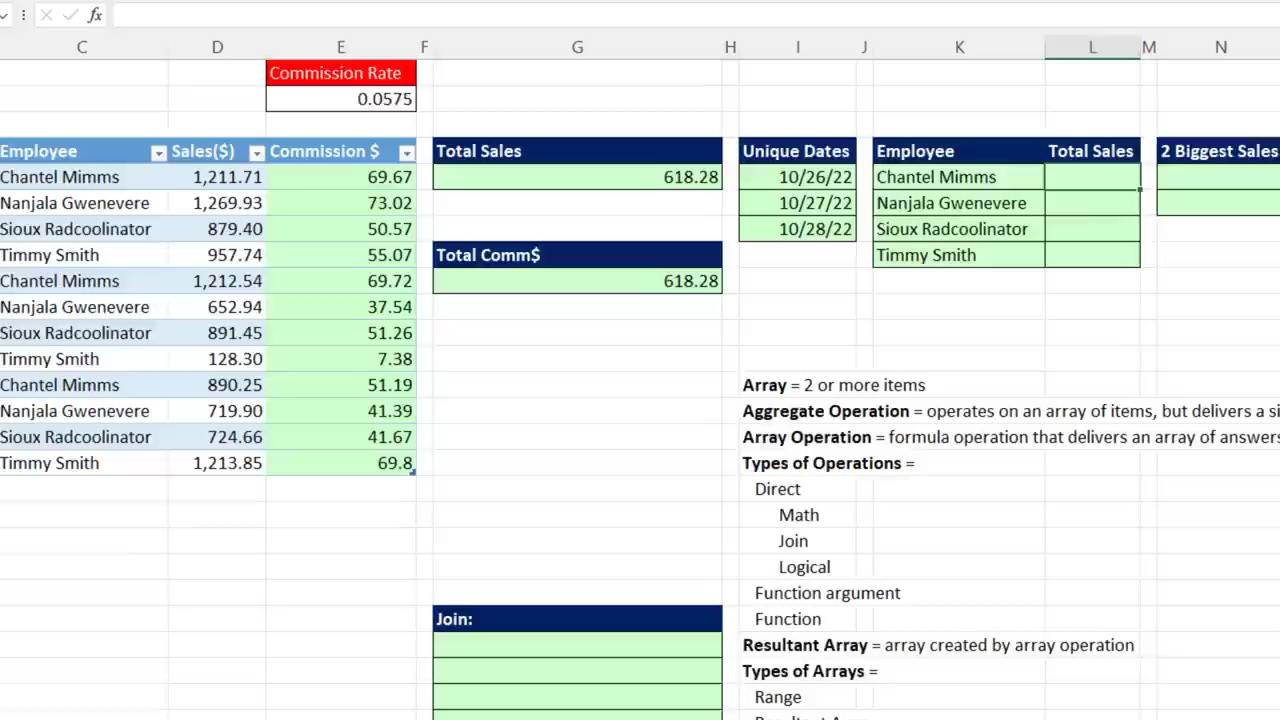 fx
C D E F G H I J K L M N
Commission Rate
0.0575
Employee Sales($) Commission $ Total Sales Unique Dates Employee Total Sales 2 Biggest Sales
Chantel Mimms 1,211.71 69.67 618.28 10/26/22 Chantel Mimms
Nanjala Gwenevere 1,269.93 73.02 10/27/22 Nanjala Gwenevere
Sioux Radcoolinator 879.40 50.57 10/28/22 Sioux Radcoolinator
Timmy Smith 957.74 55.07 Total Comm$ Timmy Smith
Chantel Mimms 1,212.54 69.72 618.28
Nanjala Gwenevere 652.94 37.54
Sioux Radcoolinator 891.45 51.26
Timmy Smith 128.30 7.38
Chantel Mimms 890.25 51.19 Array = 2 or more items
Nanjala Gwenevere 719.90 41.39 Aggregate Operation = operates on an array of items, but delivers a si
Sioux Radcoolinator 724.66 41.67 Array Operation = formula operation that delivers an array of answers
Timmy Smith 1,213.85 69.8 Types of Operations =
Direct
Math
Join
Logical
Function argument
Join: Function
Resultant Array = array created by array operation
Types of Arrays =
Range